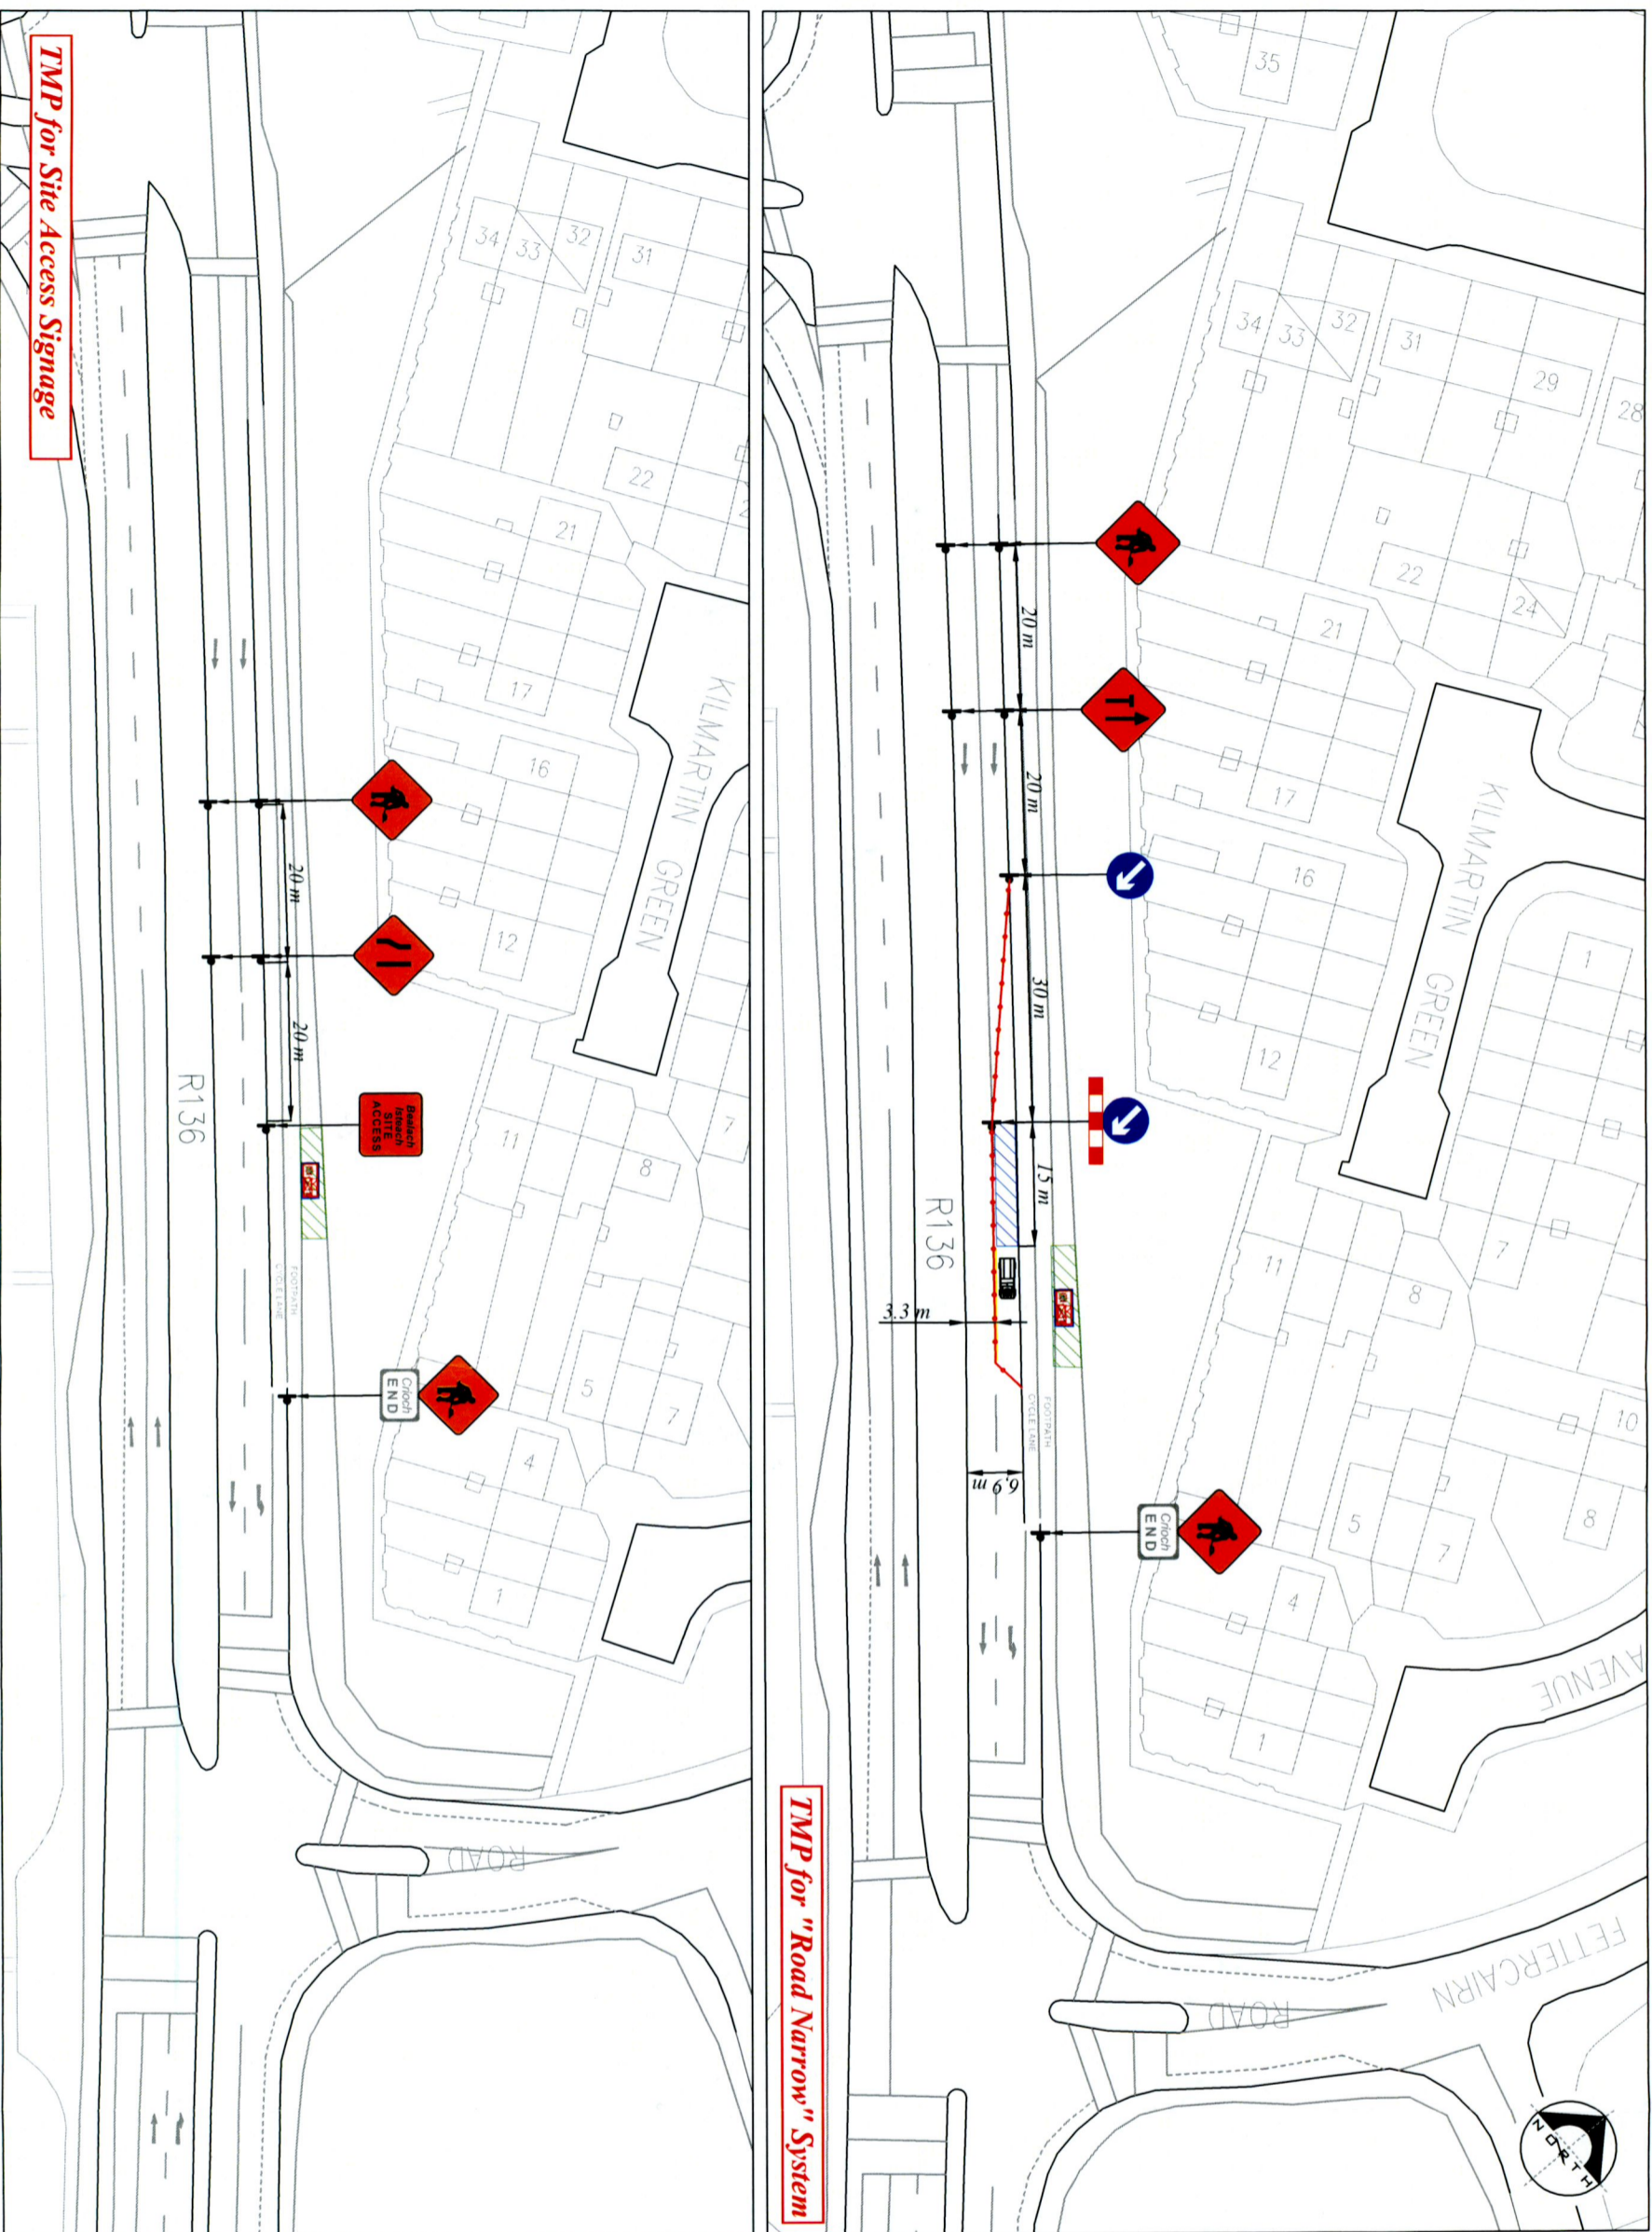 TMP for "Road Narrow" System
35
34
33
32
31
29
28
22
24
21
17
16
12
KILMARTIN GREEN
1
11
8
7
5
7
4
1
10
8
AVENUE
FETTERCAIRN
ROAD
NORTH
20 m
20 m
30 m
15 m
3.3 m
6,9 m
R136
FOOTPATH
CYCLE LANE
Críoch
END
TMP for Site Access Signage
34
33
32
31
22
21
17
16
12
KILMARTIN GREEN
11
8
7
5
7
4
1
ROAD
20 m
20 m
R136
Bealach
isteach
SITE
ACCESS
FOOTPATH
CYCLE LANE
Críoch
END